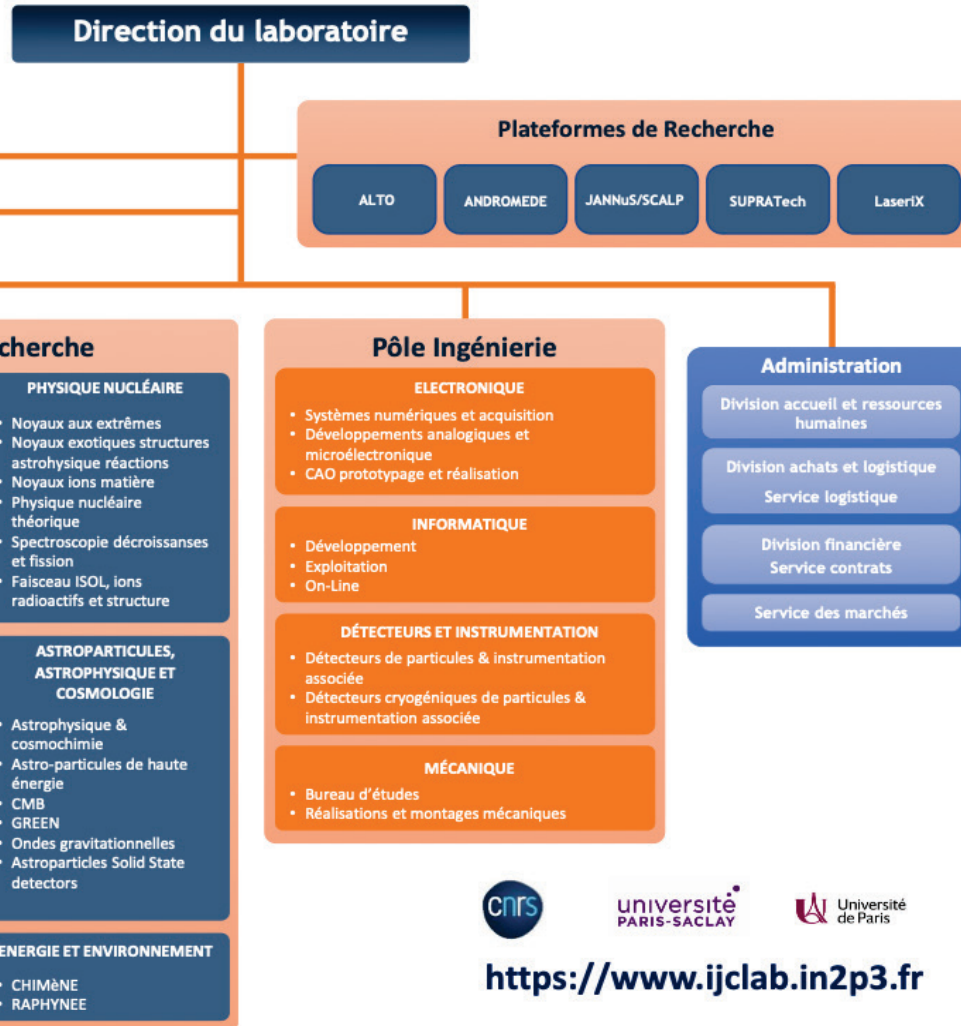 Direction du laboratoire
Plateformes de Recherche
ALTO
ANDROMEDE
JANNuS/SCALP
SUPRATech
LaseriX
cherche
PHYSIQUE NUCLÉAIRE
• Noyaux aux extrêmes
• Noyaux exotiques structures
astrohysique réactions
• Noyaux ions matière
• Physique nucléaire
théorique
• Spectroscopie décroissanses
et fission
• Faisceau ISOL, ions
radioactifs et structure
ASTROPARTICULES,
ASTROPHYSIQUE ET
COSMOLOGIE
• Astrophysique &
cosmochimie
• Astro-particules de haute
énergie
• CMB
• GREEN
• Ondes gravitationnelles
• Astroparticles Solid State
detectors
ENERGIE ET ENVIRONNEMENT
• CHIMèNE
• RAPHYNEE
Pôle Ingénierie
ELECTRONIQUE
• Systèmes numériques et acquisition
• Développements analogiques et
microélectronique
• CAO prototypage et réalisation
INFORMATIQUE
• Développement
• Exploitation
• On-Line
DÉTECTEURS ET INSTRUMENTATION
• Détecteurs de particules & instrumentation
associée
• Détecteurs cryogéniques de particules &
instrumentation associée
MÉCANIQUE
• Bureau d'études
• Réalisations et montages mécaniques
Administration
Division accueil et ressources
humaines
Division achats et logistique
Service logistique
Division financière
Service contrats
Service des marchés
cnrs
université
PARIS-SACLAY
Université
de Paris
https://www.ijclab.in2p3.fr